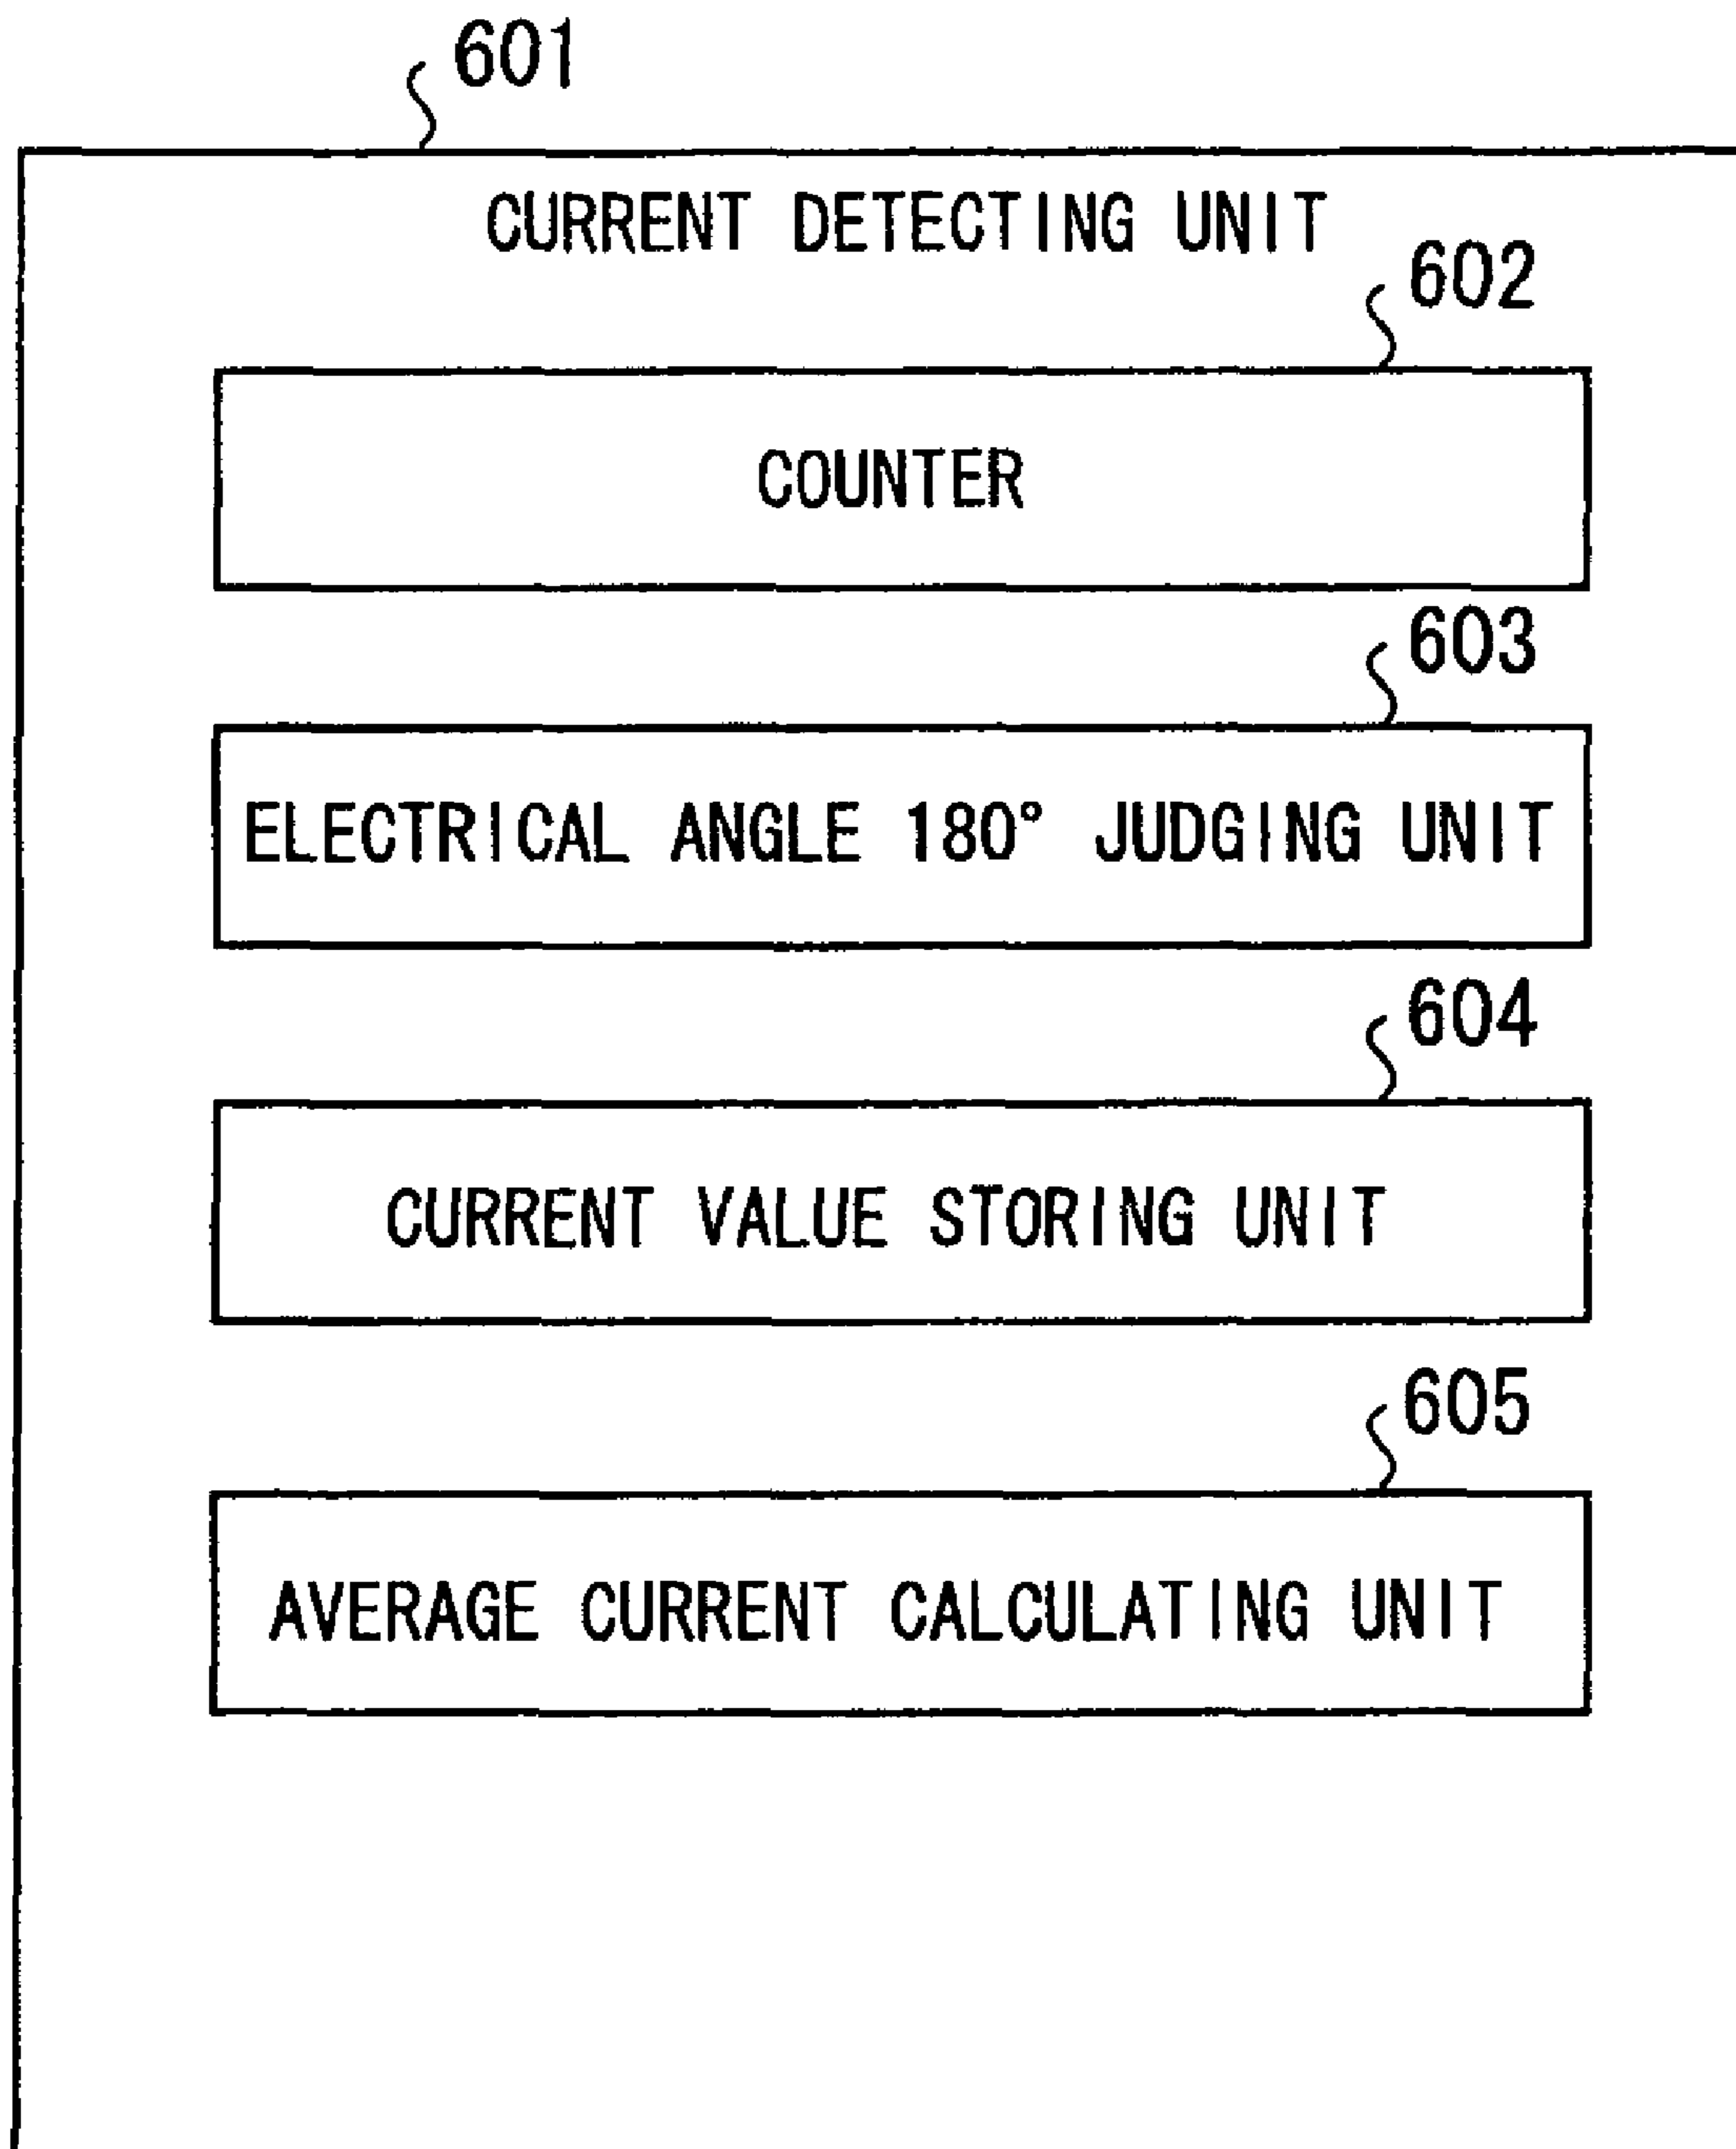 601
CURRENT DETECTING UNIT
602
COUNTER
603
ELECTRICAL ANGLE 180° JUDGING UNIT
604
CURRENT VALUE STORING UNIT
605
AVERAGE CURRENT CALCULATING UNIT